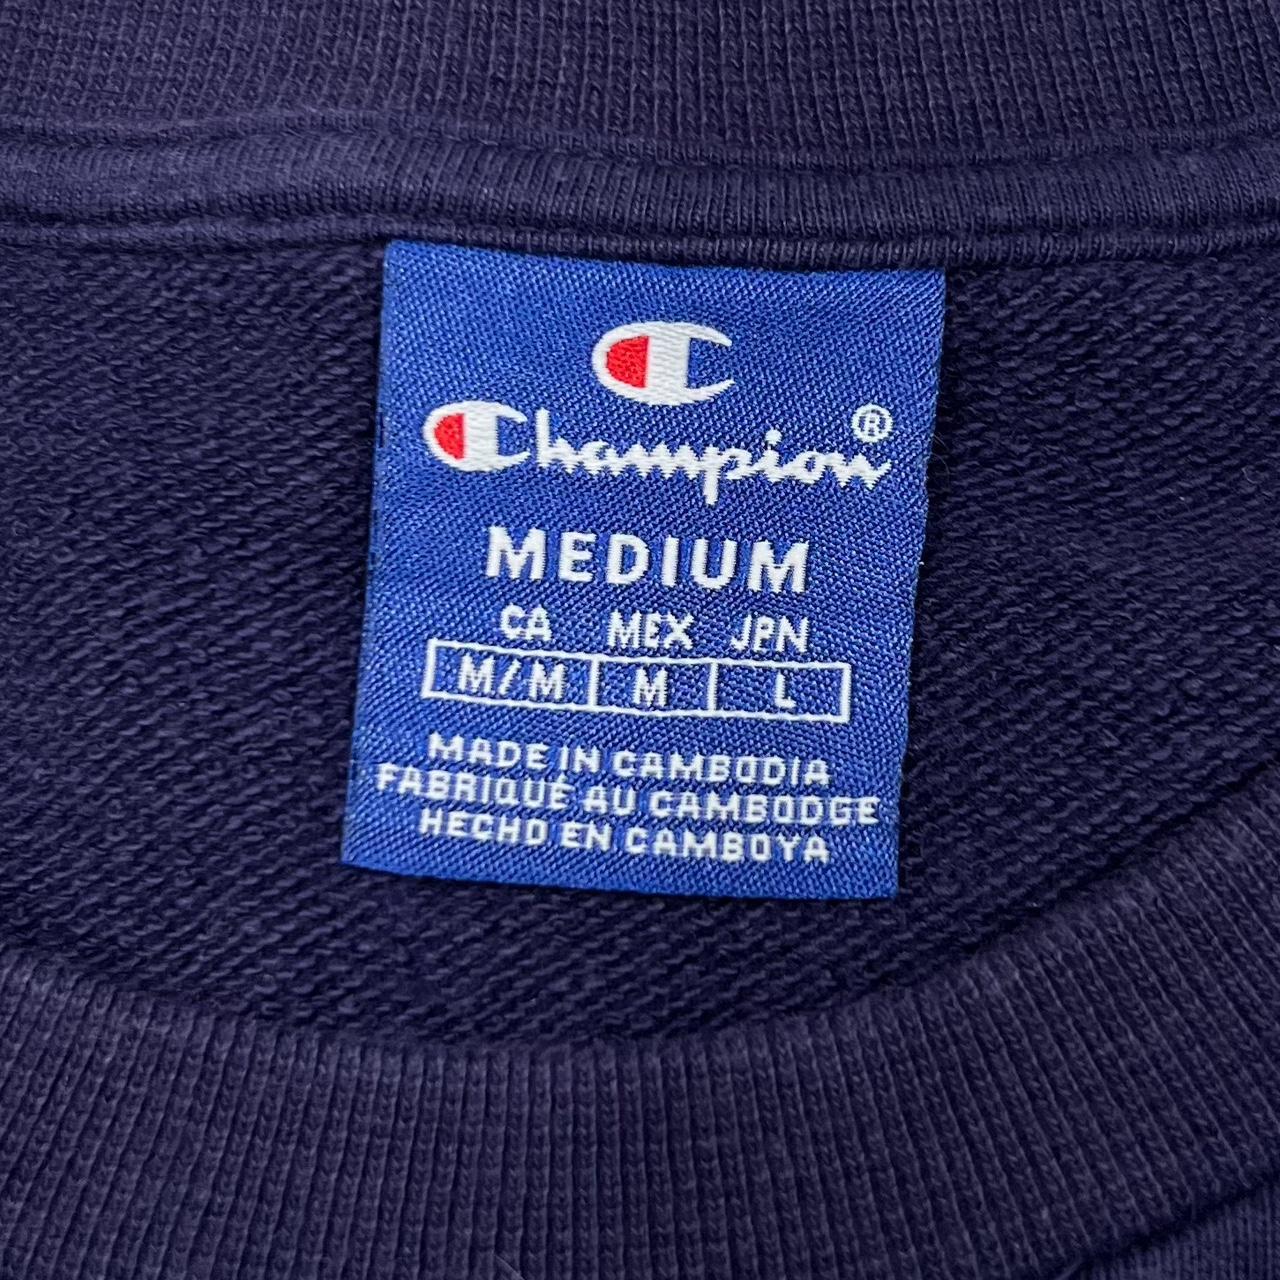 Champion®
MEDIUM
CA MEX JPN
M/M M L
MADE IN CAMBODIA
FABRIQUÉ AU CAMBODGE
HECHO EN CAMBOYA